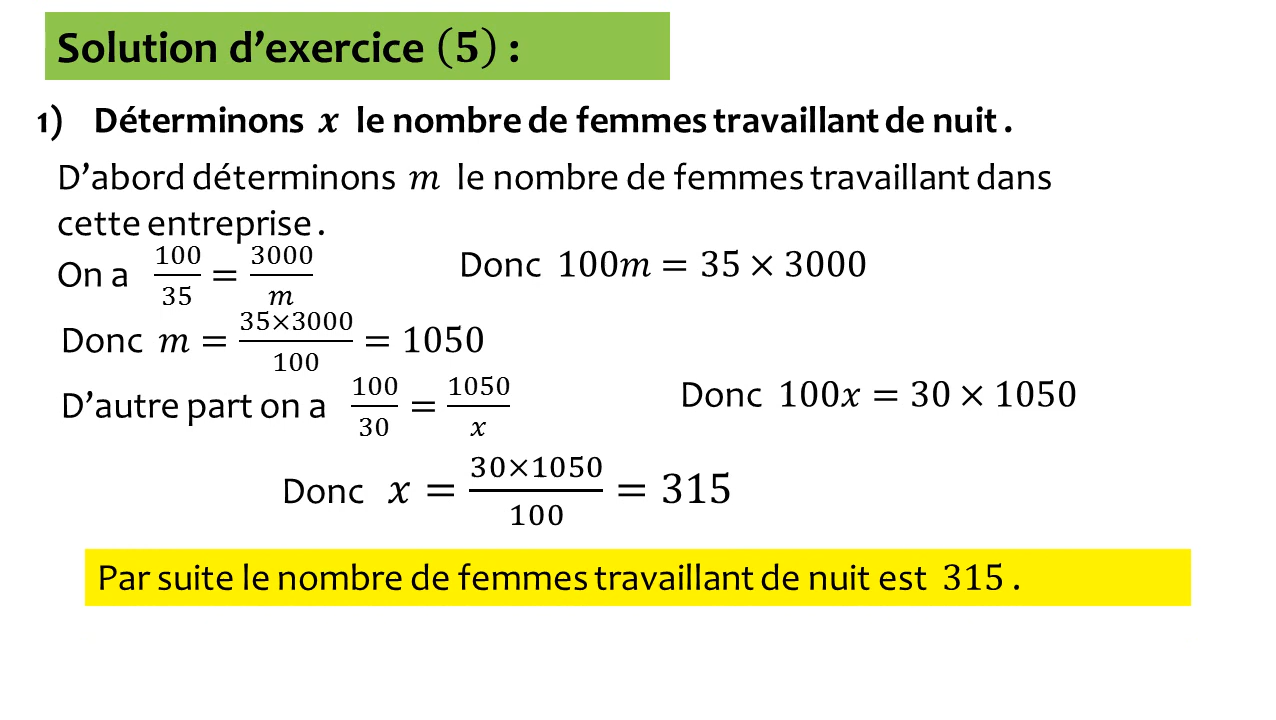 Solution d’exercice (5) :
1) Déterminons x le nombre de femmes travaillant de nuit .
D’abord déterminons m le nombre de femmes travaillant dans
cette entreprise .
On a 100/35 = 3000/m Donc 100m = 35 × 3000
Donc m = 35×3000/100 = 1050
D’autre part on a 100/30 = 1050/x Donc 100x = 30 × 1050
Donc x = 30×1050/100 = 315
Par suite le nombre de femmes travaillant de nuit est 315 .